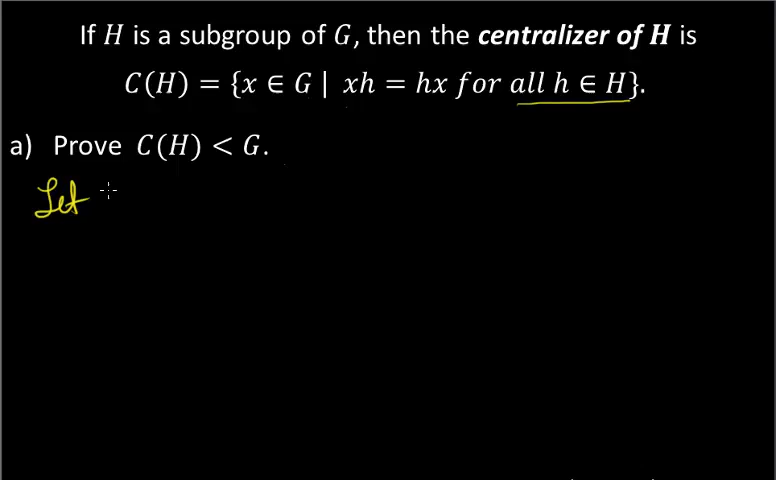 If H is a subgroup of G, then the centralizer of H is
C(H) = {x ∈ G | xh = hx for all h ∈ H}.
a) Prove C(H) < G.
Let